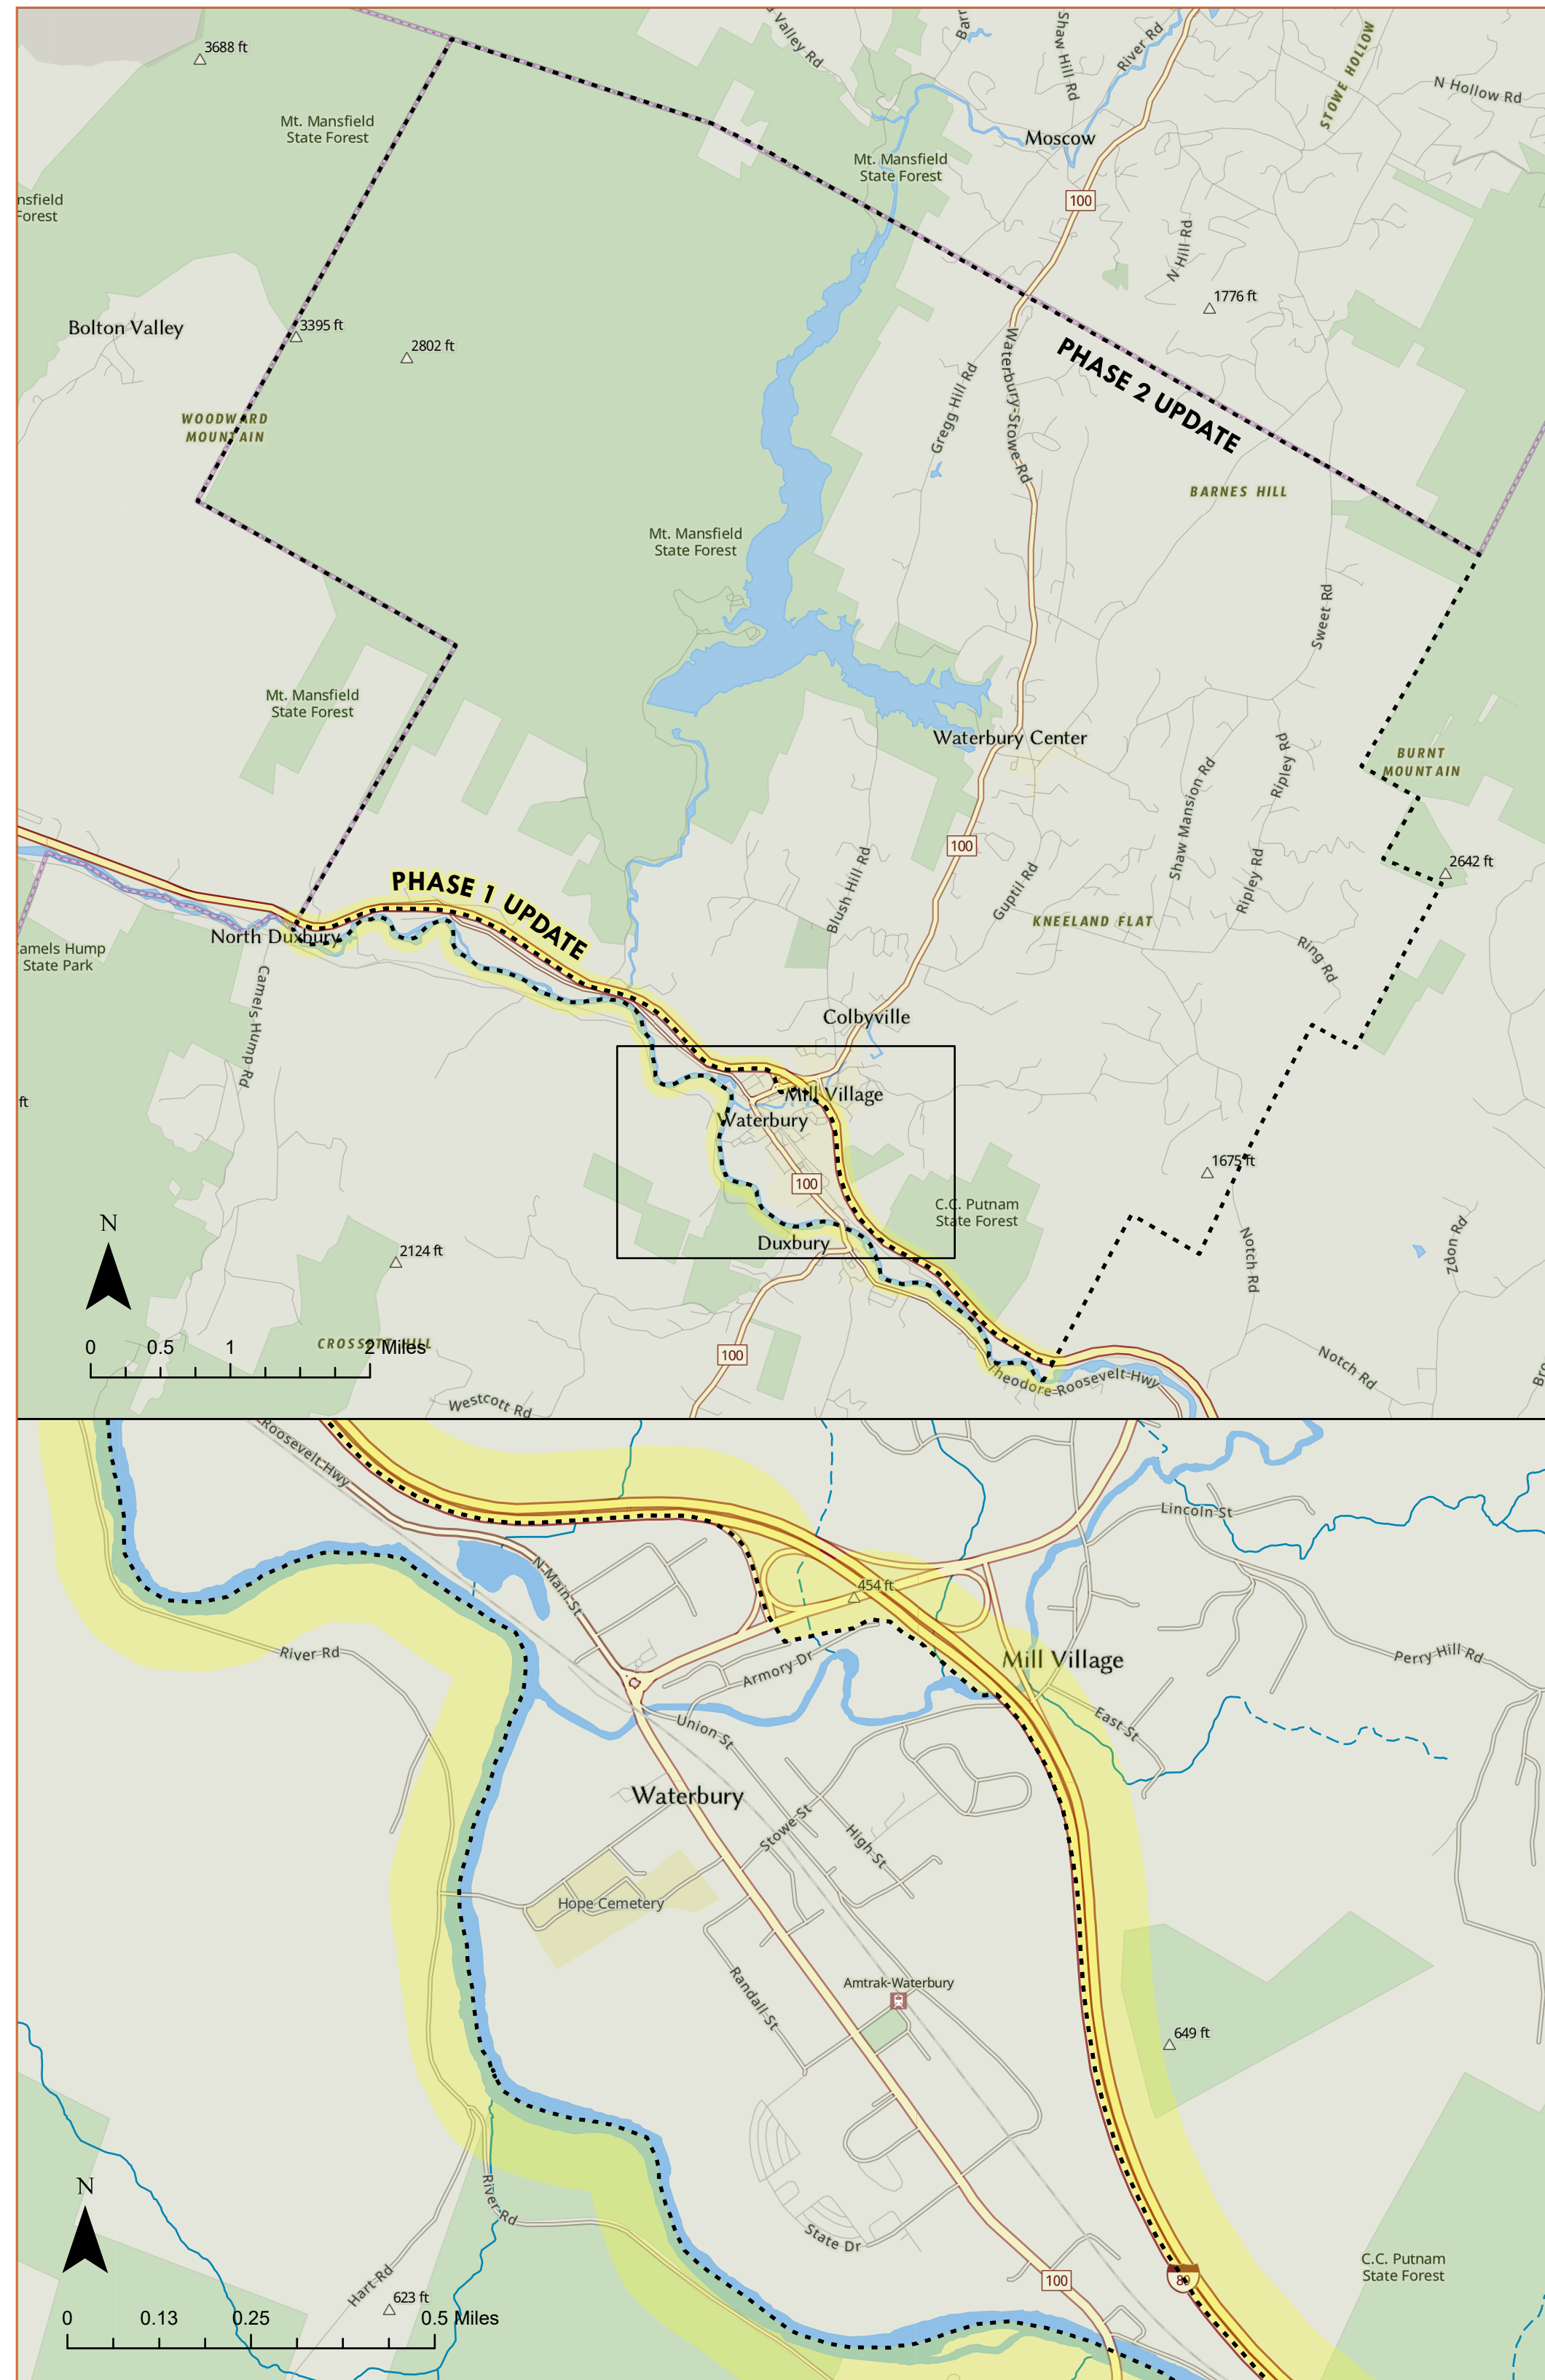 3688 ft
Valley Rd
Barr
Shaw Hill Rd
River Rd
STOWE HOLLOW
N Hollow Rd
Mt. Mansfield
State Forest
Moscow
Mt. Mansfield
State Forest
nsfield
Forest
100
N Hill Rd
1776 ft
Bolton Valley
3395 ft
2802 ft
PHASE 2 UPDATE
Waterbury-Stowe Rd
Gregg Hill Rd
WOODWARD
MOUNTAIN
BARNES HILL
Mt. Mansfield
State Forest
Sweet Rd
Mt. Mansfield
State Forest
Waterbury Center
Ripley Rd
BURNT
MOUNTAIN
Shaw Mansion Rd
100
2642 ft
PHASE 1 UPDATE
Blush Hill Rd
Guptil Rd
Ripley Rd
KNEELAND FLAT
North Duxbury
amels Hump
State Park
Ring Rd
Camels Hump Rd
Colbyville
ft
Mill Village
Waterbury
1675 ft
100
C.C. Putnam
State Forest
N
Duxbury
2124 ft
Notch Rd
Zdon Rd
CROSSETT HILL
0 0.5 1 2 Miles
100
Theodore Roosevelt Hwy
Notch Rd
Westcott Rd
Roosevelt Hwy
Lincoln St
N Main St
454 ft
River Rd
Mill Village
Perry Hill Rd
Armory Dr
East St
Union St
Waterbury
Stowe St
High St
Hope Cemetery
Randall St
Amtrak-Waterbury
649 ft
N
River Rd
State Dr
C.C. Putnam
State Forest
100
89
Hart Rd
623 ft
0 0.13 0.25 0.5 Miles